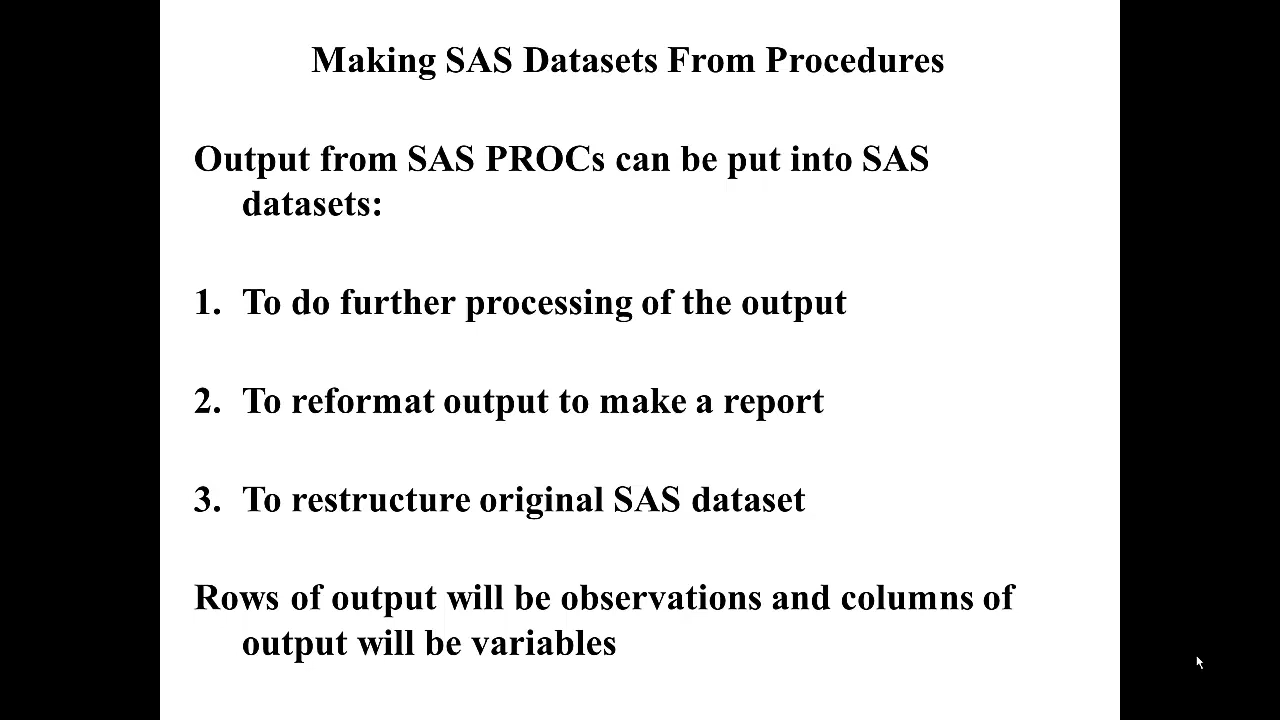 Making SAS Datasets From Procedures
Output from SAS PROCs can be put into SAS
datasets:
1. To do further processing of the output
2. To reformat output to make a report
3. To restructure original SAS dataset
Rows of output will be observations and columns of
output will be variables